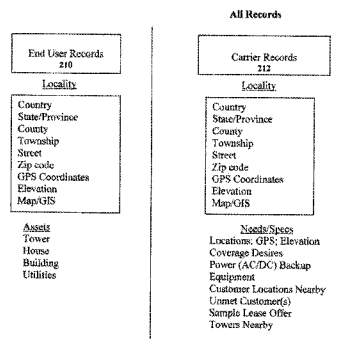 All Records
End User Records
210
Locality
Country
State/Province
County
Township
Street
Zip code
GPS Coordinates
Elevation
Map/GIS
Assets
Tower
House
Building
Utilities
Carrier Records
212
Locality
Country
State/Province
County
Township
Street
Zip code
GPS Coordinates
Elevation
Map/GIS
Needs/Specs
Locations; GPS; Elevation
Coverage Desires
Power (AC/DC) Backup
Equipment
Customer Locations Nearby
Unmet Customer(s)
Sample Lease Offer
Towers Nearby